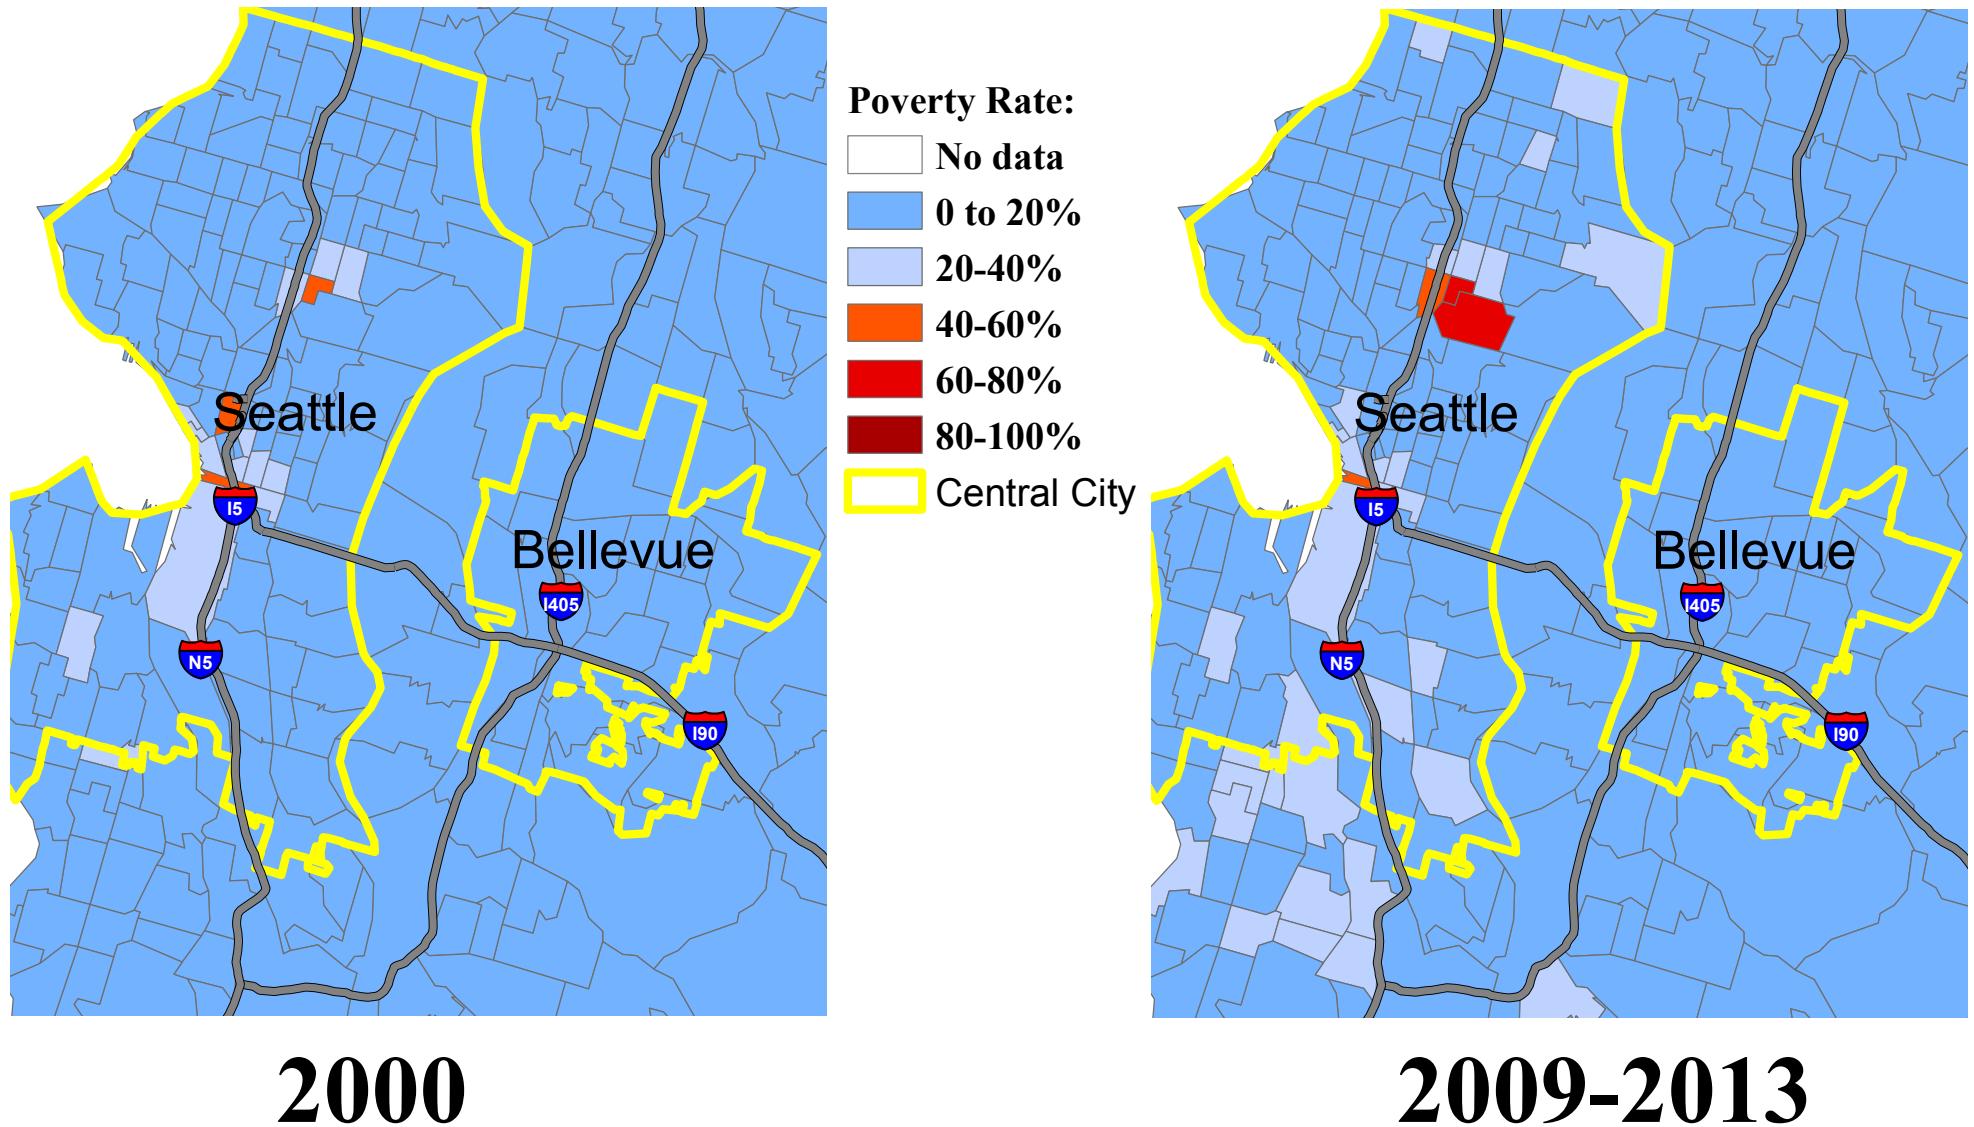 Seattle
I5
Bellevue
I405
N5
I90
2000
Poverty Rate:
No data
0 to 20%
20-40%
40-60%
60-80%
80-100%
Central City
Seattle
I5
Bellevue
I405
N5
I90
2009-2013